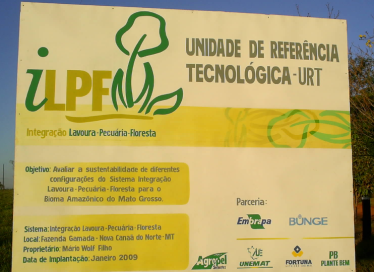 UNIDADE DE REFERÊNCIA
TECNOLÓGICA-URT
iLPF
Integração Lavoura-Pecuária-Floresta
Objetivo: Avaliar a sustentabilidade de diferentes
configurações do Sistema Integração
Lavoura-Pecuária-Floresta para o
Bioma Amazônico do Mato Grosso.
Sistema: Integração Lavoura-Pecuária-Floresta
Local: Fazenda Gamada - Nova Canaã do Norte-MT
Proprietário: Mário Wolf Filho
Data de Implantação: Janeiro 2009
Parceria:
Embrapa
BUNGE
Agropel
UNEMAT
FORTUNA
PB
PLANTE BEM